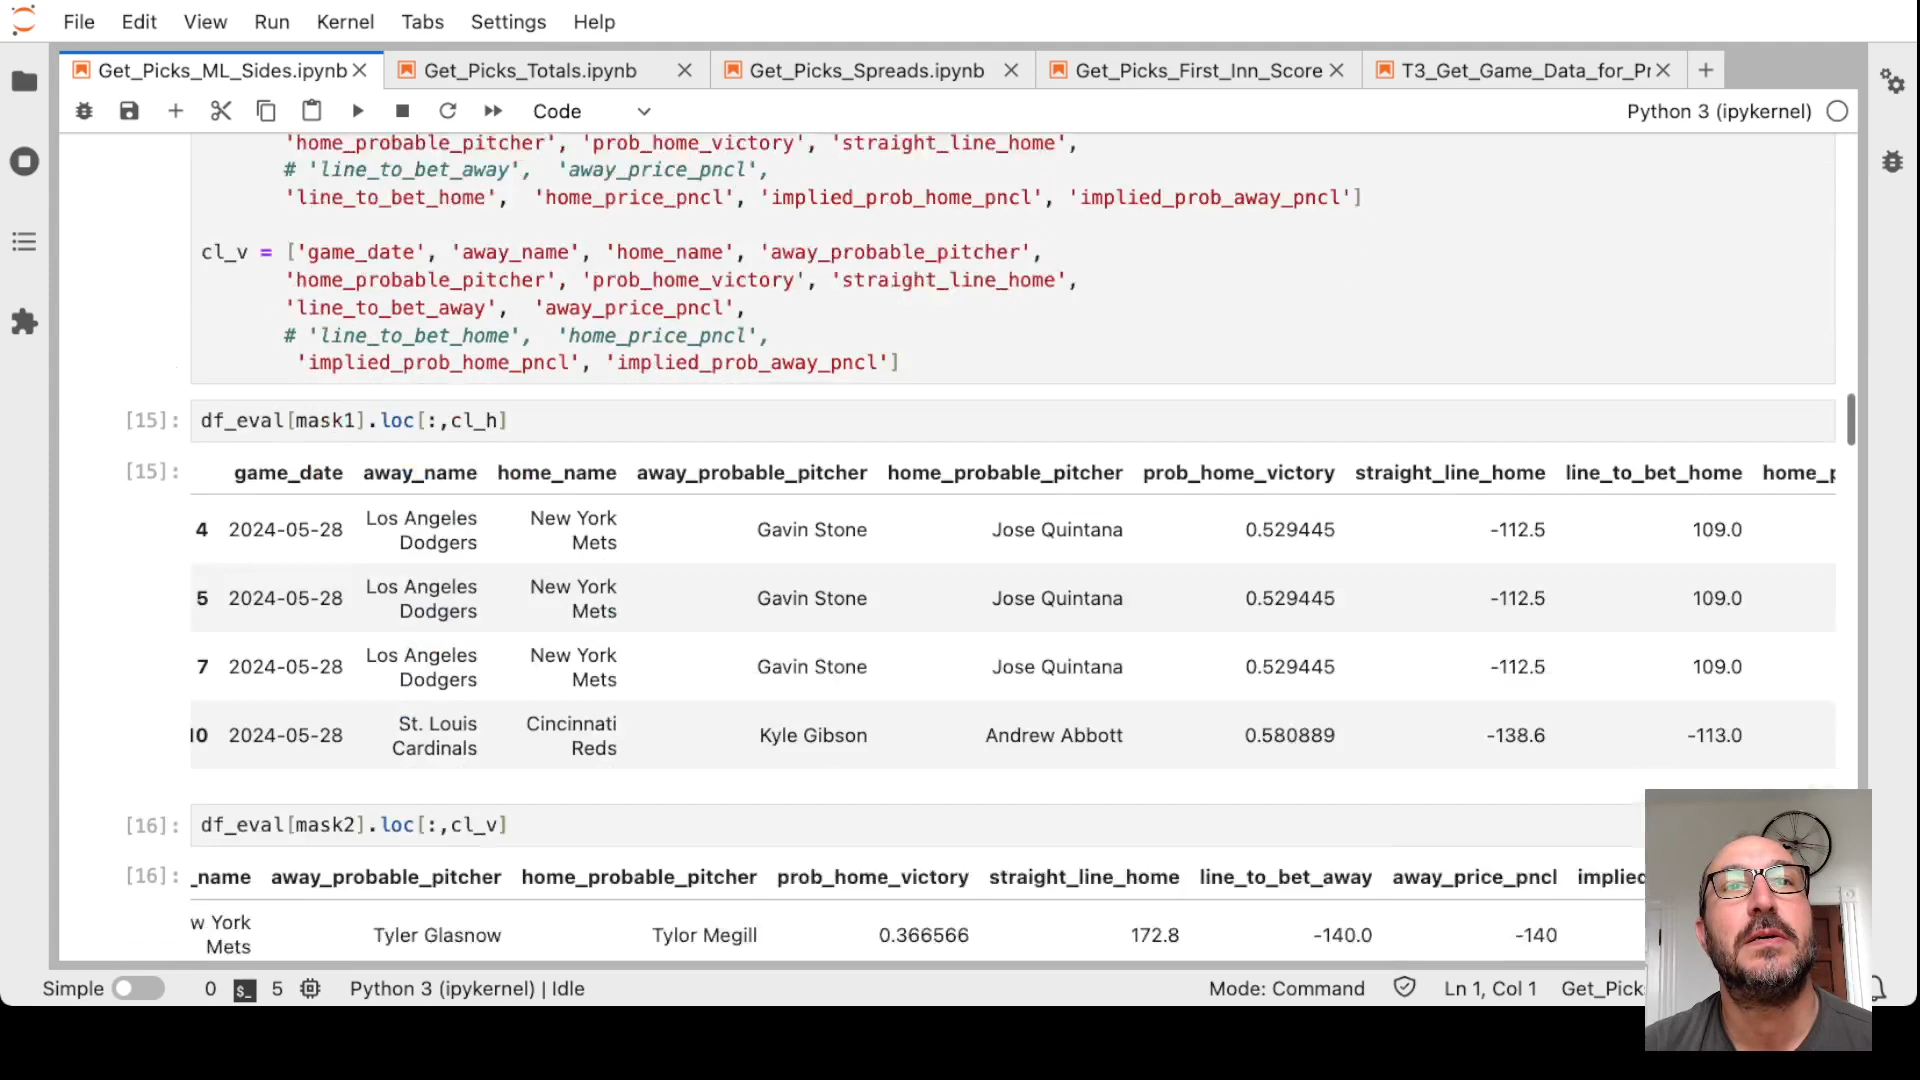 File Edit View Run Kernel Tabs Settings Help
Get_Picks_ML_Sides.ipynb Get_Picks_Totals.ipynb Get_Picks_Spreads.ipynb Get_Picks_First_Inn_Score T3_Get_Game_Data_for_Pr
Code Python 3 (ipykernel)
'home_probable_pitcher', 'prob_home_victory', 'straight_line_home',
# 'line_to_bet_away', 'away_price_pncl',
'line_to_bet_home', 'home_price_pncl', 'implied_prob_home_pncl', 'implied_prob_away_pncl']
cl_v = ['game_date', 'away_name', 'home_name', 'away_probable_pitcher',
'home_probable_pitcher', 'prob_home_victory', 'straight_line_home',
'line_to_bet_away', 'away_price_pncl',
# 'line_to_bet_home', 'home_price_pncl',
'implied_prob_home_pncl', 'implied_prob_away_pncl']
[15]: df_eval[mask1].loc[:,cl_h]
[15]: game_date away_name home_name away_probable_pitcher home_probable_pitcher prob_home_victory straight_line_home line_to_bet_home home_p
4 2024-05-28 Los Angeles Dodgers New York Mets Gavin Stone Jose Quintana 0.529445 -112.5 109.0
5 2024-05-28 Los Angeles Dodgers New York Mets Gavin Stone Jose Quintana 0.529445 -112.5 109.0
7 2024-05-28 Los Angeles Dodgers New York Mets Gavin Stone Jose Quintana 0.529445 -112.5 109.0
10 2024-05-28 St. Louis Cardinals Cincinnati Reds Kyle Gibson Andrew Abbott 0.580889 -138.6 -113.0
[16]: df_eval[mask2].loc[:,cl_v]
[16]: _name away_probable_pitcher home_probable_pitcher prob_home_victory straight_line_home line_to_bet_away away_price_pncl implied
w York Mets Tyler Glasnow Tylor Megill 0.366566 172.8 -140.0 -140
Simple 0 $_ 5 Python 3 (ipykernel) | Idle Mode: Command Ln 1, Col 1 Get_Pick